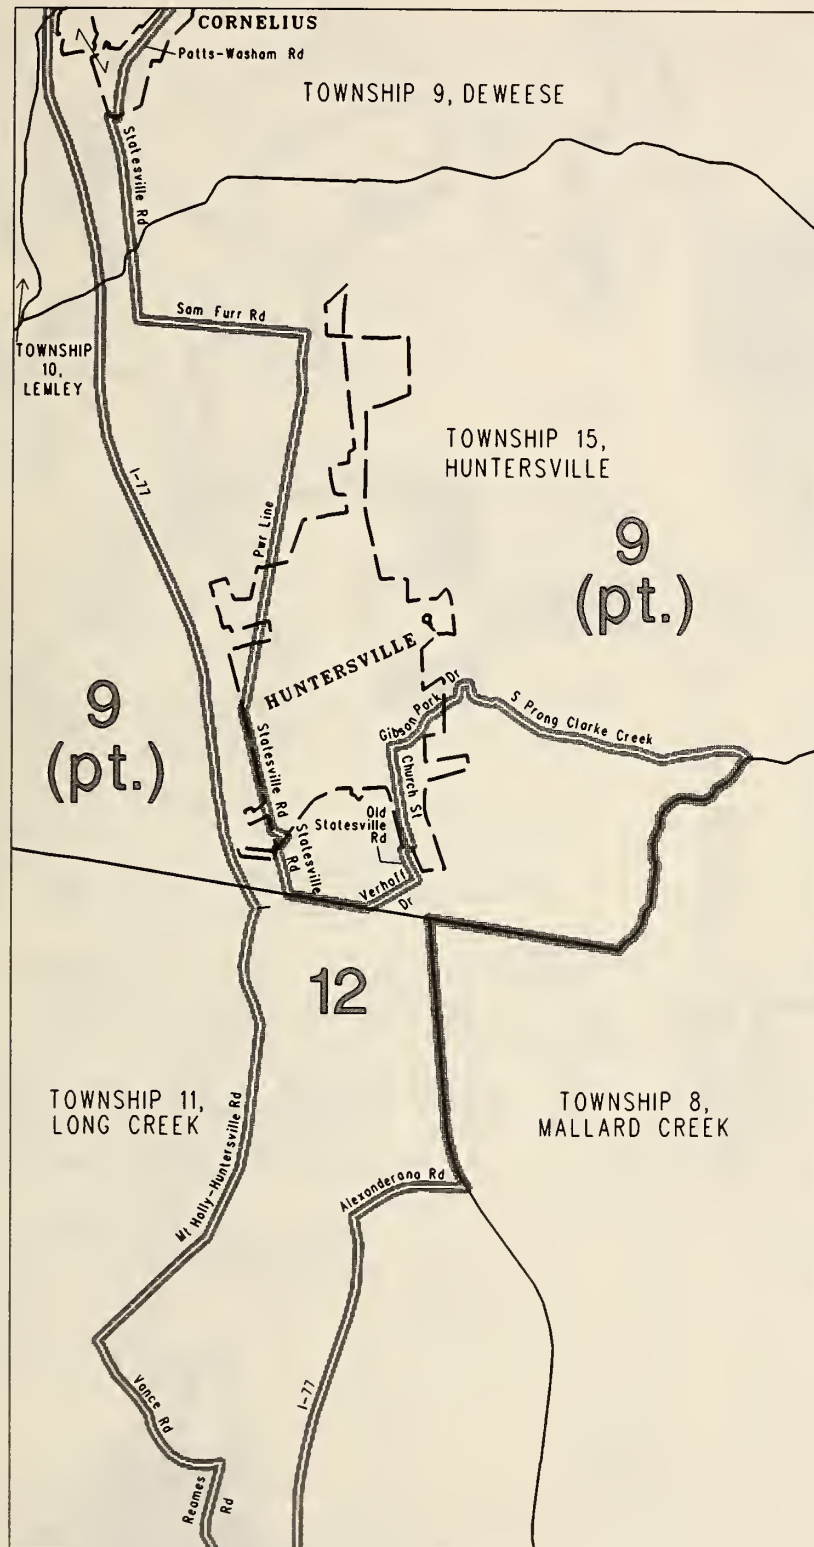 CORNELIUS
Patts-Washam Rd
TOWNSHIP 9, DEWEESE
Statesville Rd
Sam Furr Rd
TOWNSHIP
10,
LEMLEY
TOWNSHIP 15,
HUNTERSVILLE
I-77
Pwr Line
9
(pt.)
HUNTERSVILLE
Gibson Park Dr
S Prong Clarke Creek
9
(pt.)
Statesville Rd
Church St
Old
Statesville
Rd
Statesville
Rd
Verhoff
Dr
12
TOWNSHIP 11,
LONG CREEK
TOWNSHIP 8,
MALLARD CREEK
Mt Holly-Huntersville Rd
Alexanderana Rd
Vance Rd
I-77
Reames
Rd